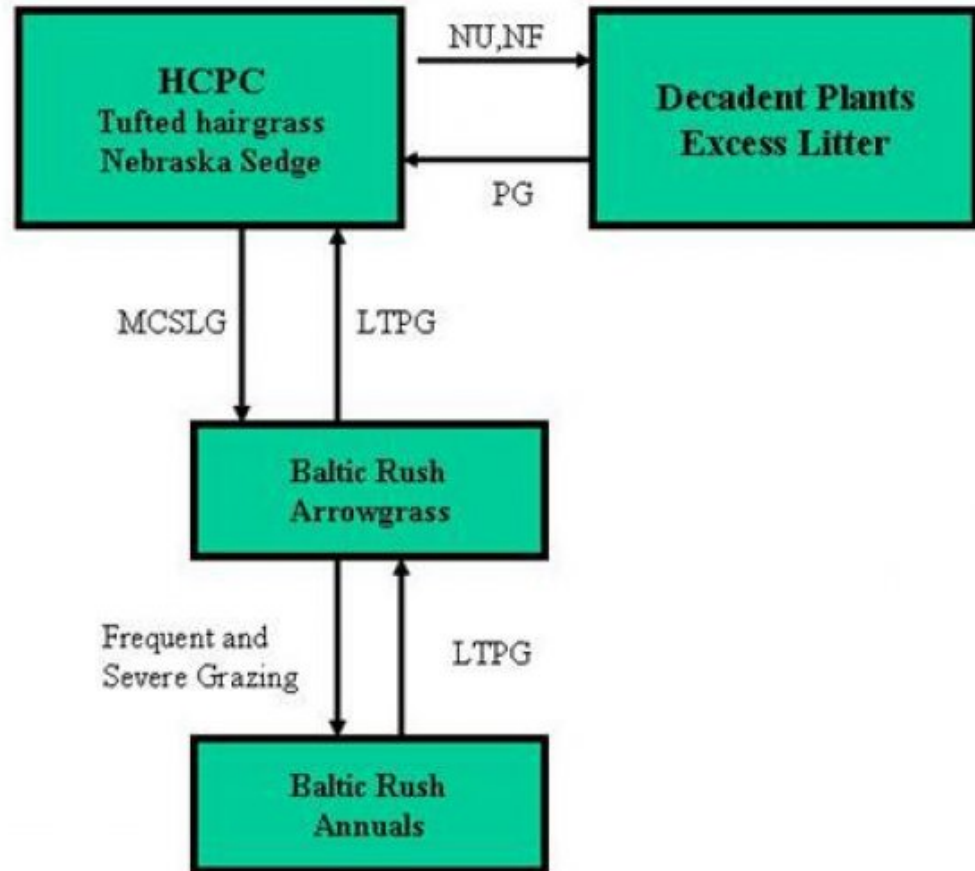 HCPC
Tufted hairgrass
Nebraska Sedge
NU,NF
Decadent Plants
Excess Litter
PG
MCSLG
LTPG
Baltic Rush
Arrowgrass
Frequent and
Severe Grazing
LTPG
Baltic Rush
Annuals